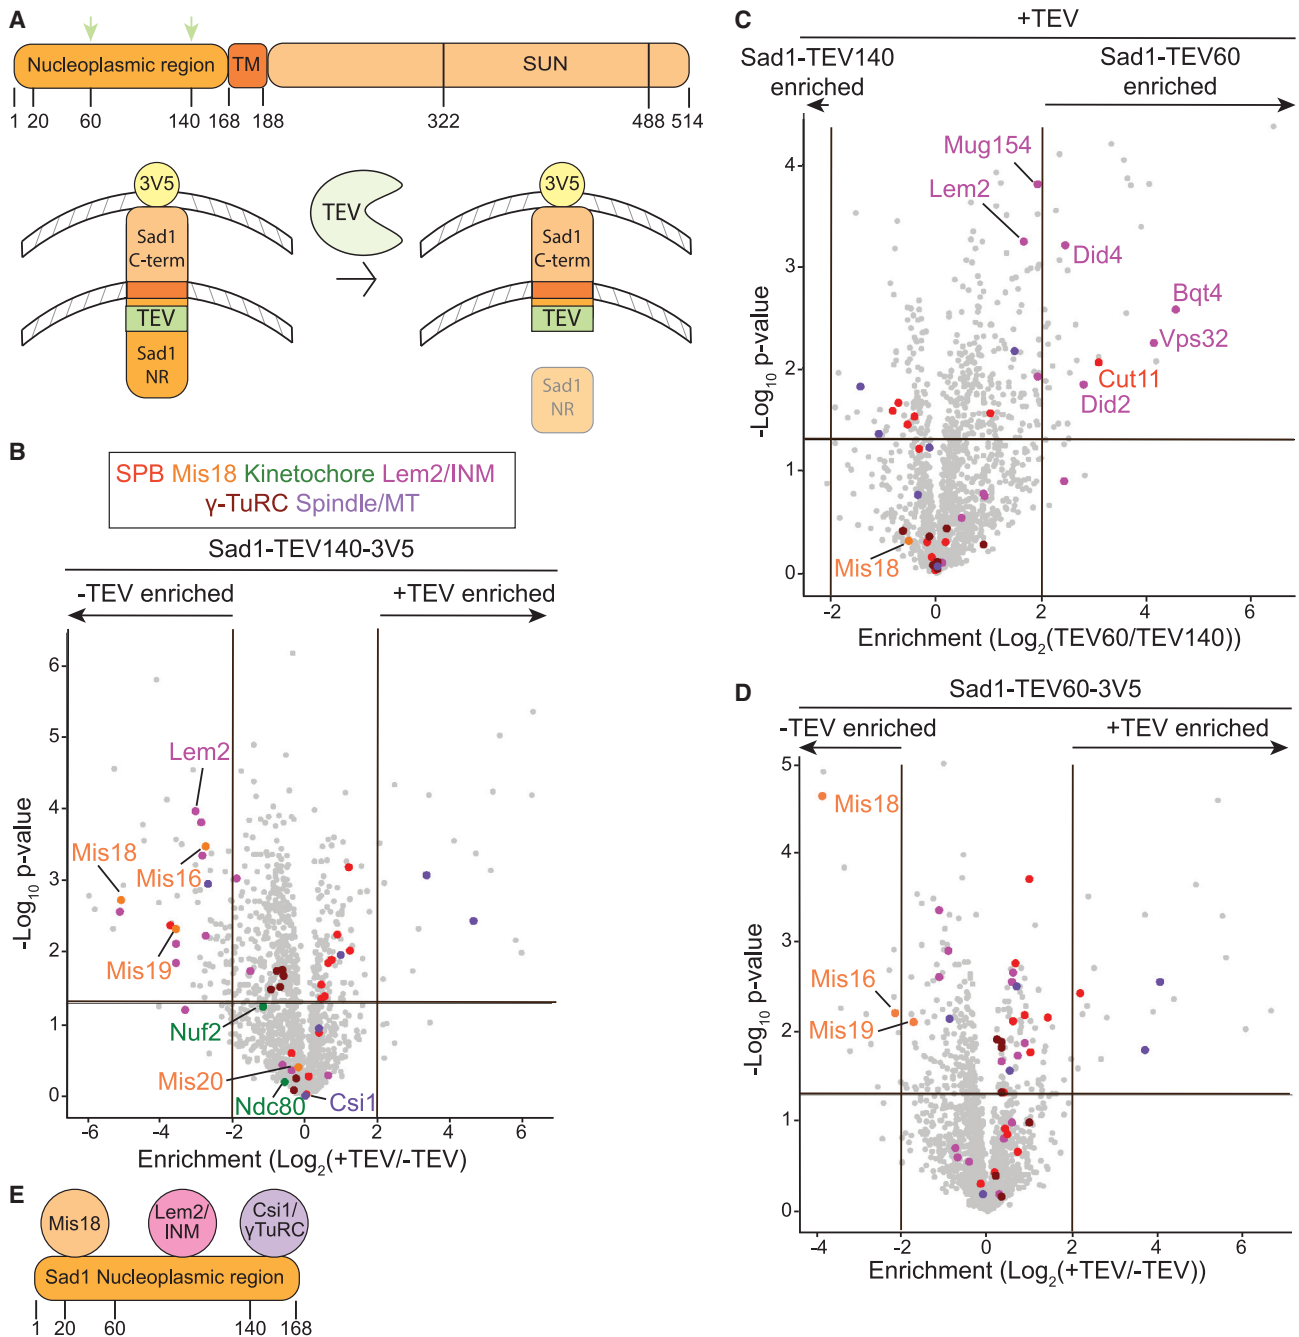 A
Nucleoplasmic region
TM
SUN
1 20 60 140 168 188 322 488 514
3V5
Sad1
C-term
TEV
Sad1
NR
TEV
3V5
Sad1
C-term
TEV
Sad1
NR
B
SPB Mis18 Kinetochore Lem2/INM
γ-TuRC Spindle/MT
Sad1-TEV140-3V5
-TEV enriched
+TEV enriched
-Log10 p-value
6
5
4
3
2
1
0
Lem2
Mis18
Mis16
Mis19
Nuf2
Mis20
Ndc80
Csi1
-6 -4 -2 0 2 4 6
Enrichment (Log2(+TEV/-TEV)
C
+TEV
Sad1-TEV140
enriched
Sad1-TEV60
enriched
-Log10 p-value
4
3
2
1
0
Mug154
Lem2
Did4
Bqt4
Vps32
Cut11
Did2
Mis18
-2 0 2 4 6
Enrichment (Log2(TEV60/TEV140))
D
Sad1-TEV60-3V5
-TEV enriched
+TEV enriched
-Log10 p-value
5
4
3
2
1
0
Mis18
Mis16
Mis19
-4 -2 0 2 4 6
Enrichment (Log2(+TEV/-TEV))
E
Mis18
Lem2/
INM
Csi1/
γTuRC
Sad1 Nucleoplasmic region
1 20 60 140 168